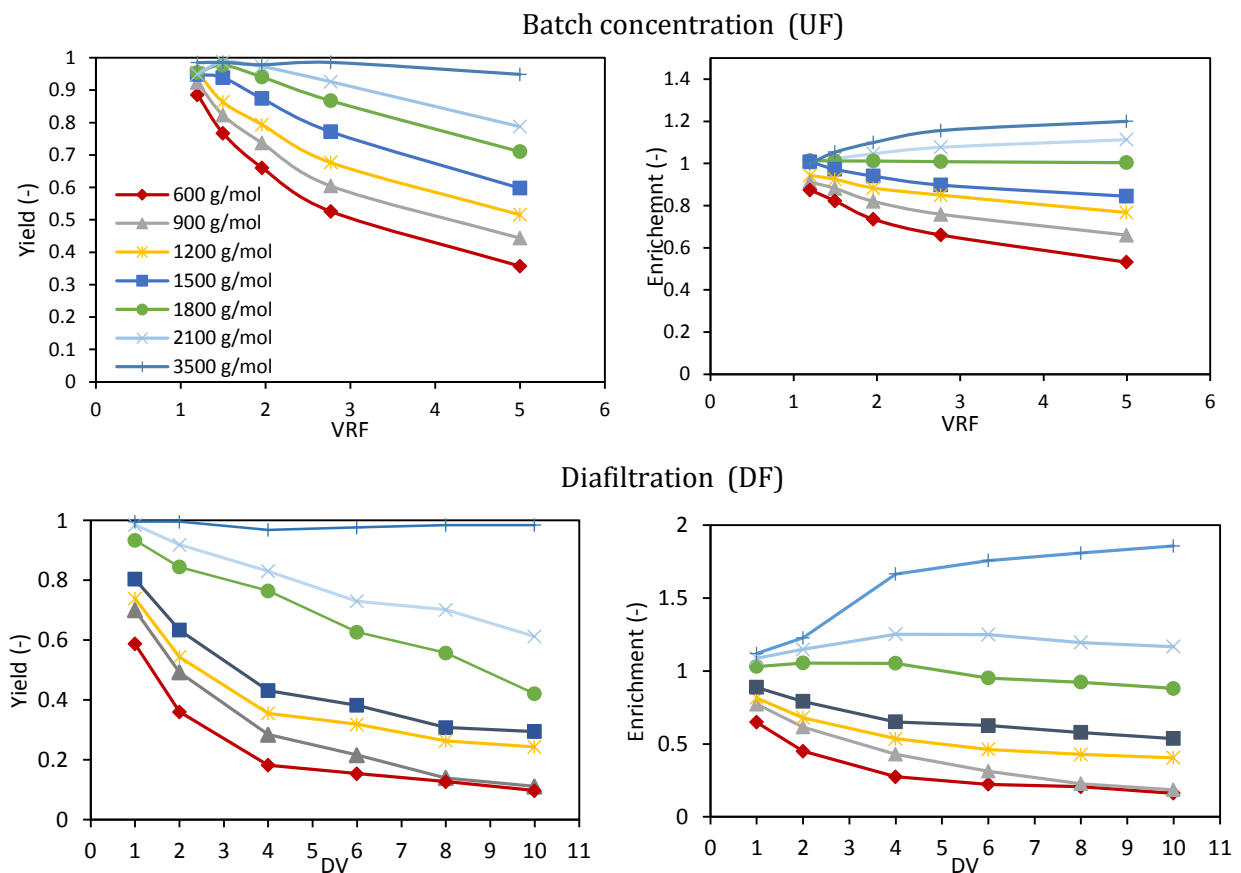 Batch concentration (UF)
Yield (-)
1
0.9
0.8
0.7
0.6
0.5
0.4
0.3
0.2
0.1
0
600 g/mol
900 g/mol
1200 g/mol
1500 g/mol
1800 g/mol
2100 g/mol
3500 g/mol
0 1 2 3 4 5 6
VRF
Enrichemnt (-)
1.4
1.2
1
0.8
0.6
0.4
0.2
0
0 1 2 3 4 5 6
VRF
Diafiltration (DF)
Yield (-)
1
0.8
0.6
0.4
0.2
0
0 1 2 3 4 5 6 7 8 9 10 11
DV
Enrichment (-)
2
1.5
1
0.5
0
0 1 2 3 4 5 6 7 8 9 10 11
DV